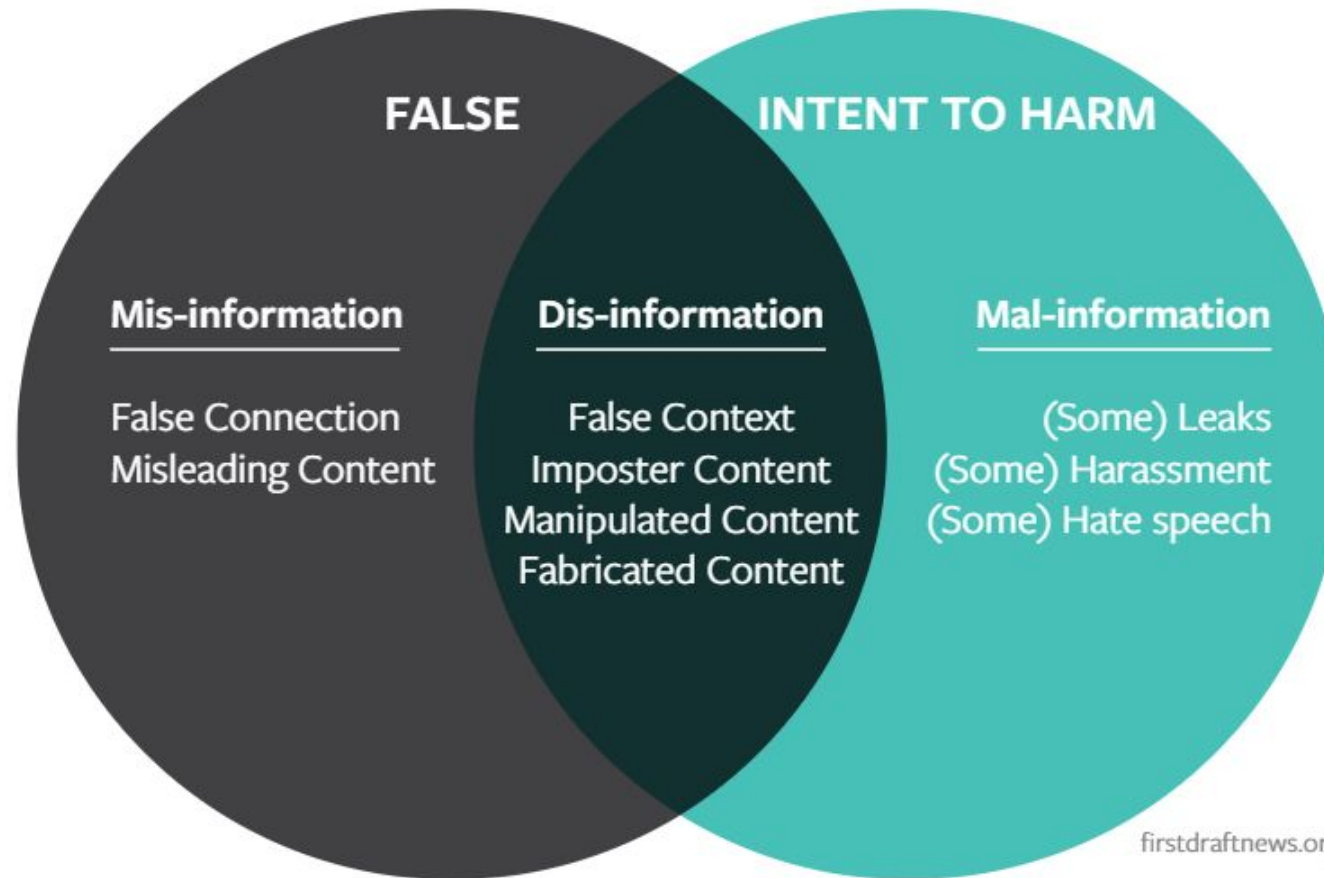 FALSE
INTENT TO HARM
Mis-information
False Connection
Misleading Content
Dis-information
False Context
Imposter Content
Manipulated Content
Fabricated Content
Mal-information
(Some) Leaks
(Some) Harassment
(Some) Hate speech
firstdraftnews.or